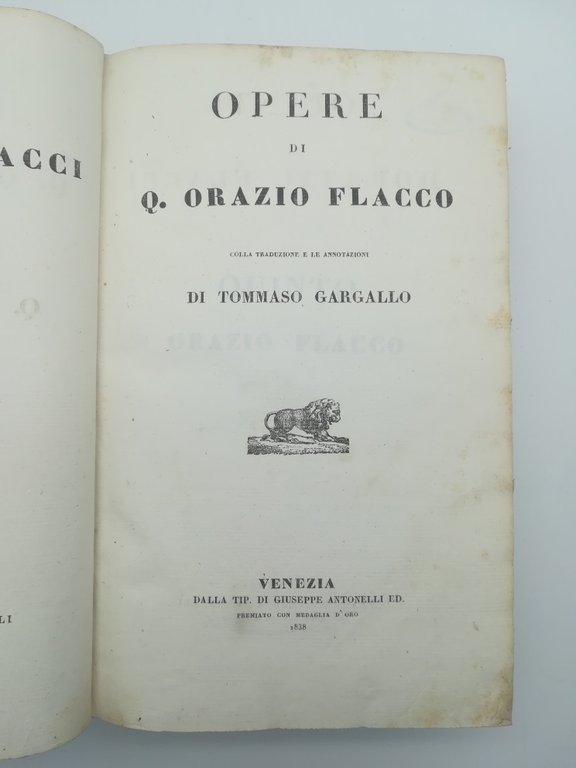 ACCI
LI
OPERE
DI
Q. ORAZIO FLACCO
COLLA TRADUZIONE E LE ANNOTAZIONI
DI TOMMASO GARGALLO
VENEZIA
DALLA TIP. DI GIUSEPPE ANTONELLI ED.
PREMIATO CON MEDAGLIA D'ORO
1838